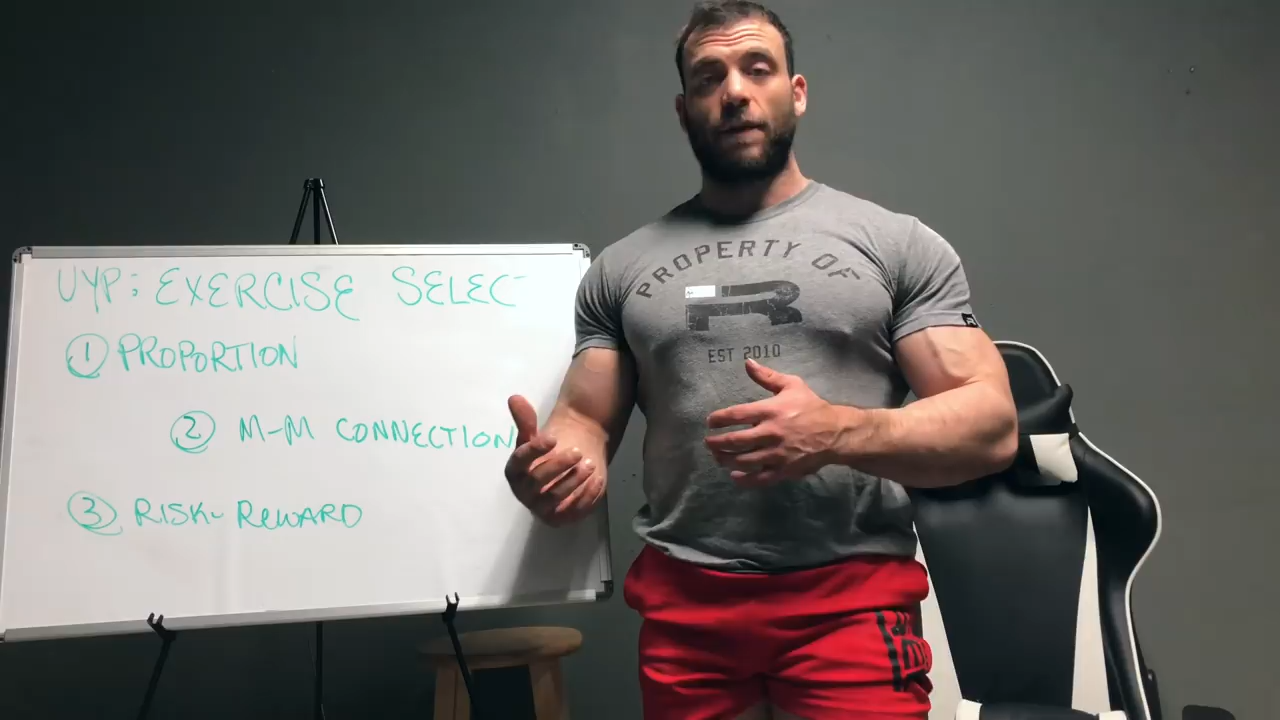 UYP: EXERCISE SELEC
① PROPORTION
② M-M CONNECTION
③ RISK-REWARD
PROPERTY OF
R
EST 2010